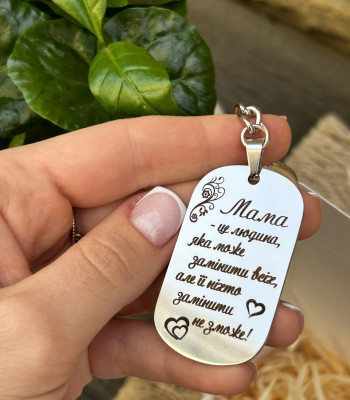 Мама
- це людина,
яка може
замінити всіх,
але її ніхто
замінити
не зможе!